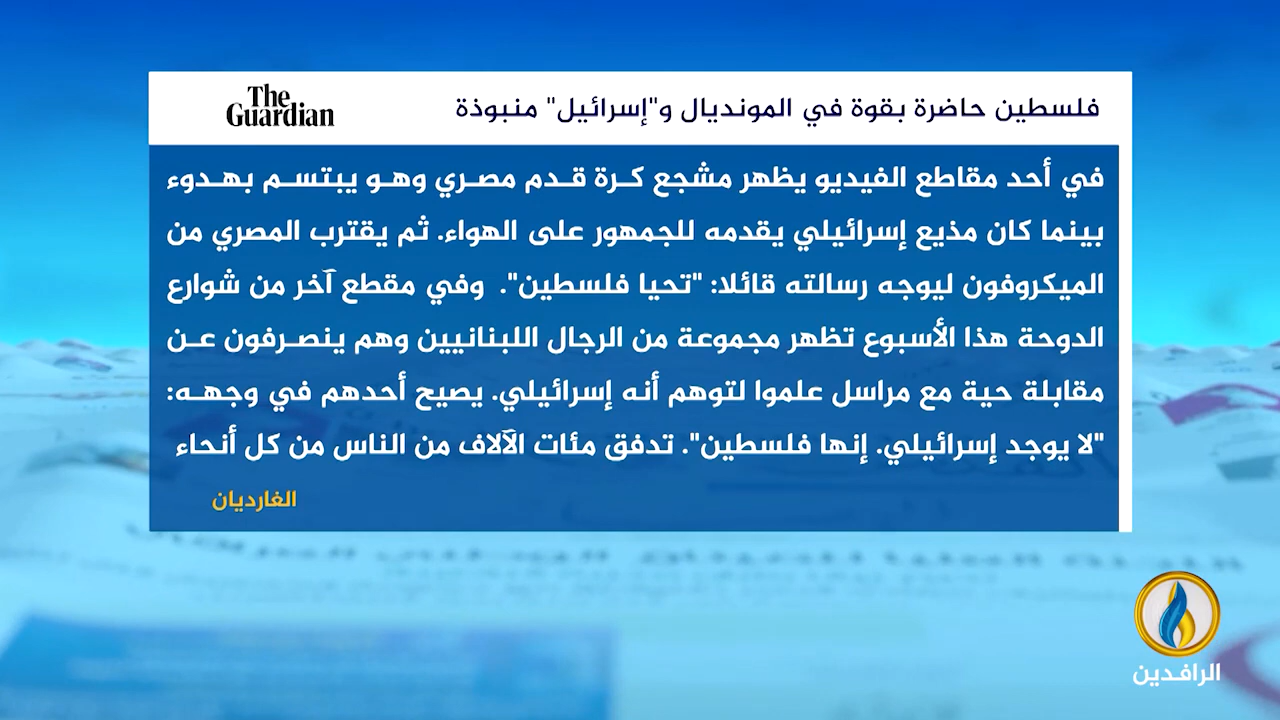 The
Guardian
فلسطين حاضرة بقوة في المونديال و"إسرائيل" منبوذة
في أحد مقاطع الفيديو يظهر مشجع كرة قدم مصري وهو يبتسم بهدوء
بينما كان مذيع إسرائيلي يقدمه للجمهور على الهواء. ثم يقترب المصري من
الميكروفون ليوجه رسالته قائلا: "تحيا فلسطين". وفي مقطع آخر من شوارع
الدوحة هذا الأسبوع تظهر مجموعة من الرجال اللبنانيين وهم ينصرفون عن
مقابلة حية مع مراسل علموا لتوهم أنه إسرائيلي. يصيح أحدهم في وجهه:
"لا يوجد إسرائيلي. إنها فلسطين". تدفق مئات الآلاف من الناس من كل أنحاء
الغارديان
الرافدين